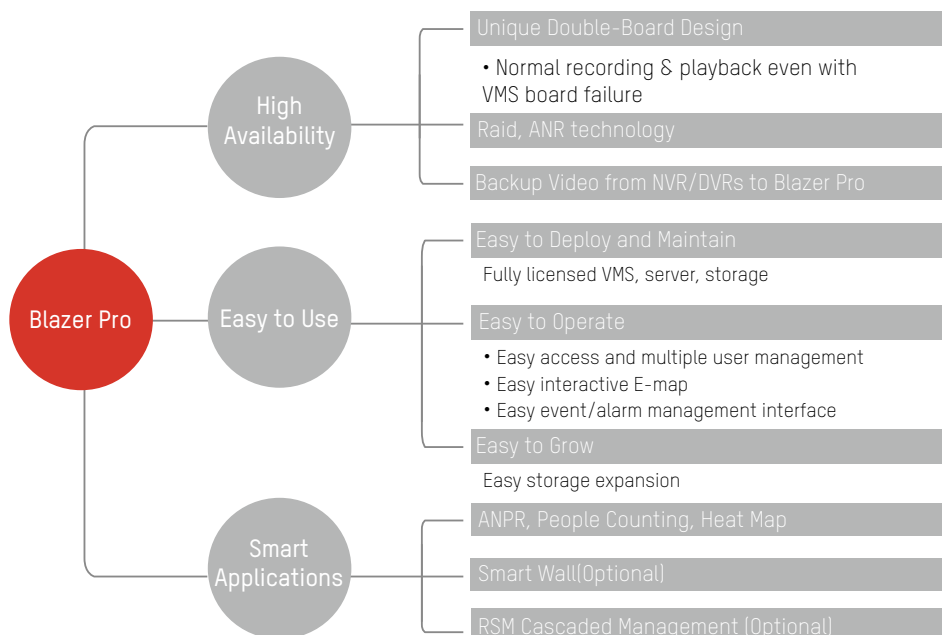 Unique Double-Board Design
• Normal recording & playback even with
VMS board failure
High
Availability
Raid, ANR technology
Backup Video from NVR/DVRs to Blazer Pro
Blazer Pro
Easy to Use
Easy to Deploy and Maintain
Fully licensed VMS, server, storage
Easy to Operate
• Easy access and multiple user management
• Easy interactive E-map
• Easy event/alarm management interface
Easy to Grow
Easy storage expansion
Smart
Applications
ANPR, People Counting, Heat Map
Smart Wall(Optional)
RSM Cascaded Management (Optional)